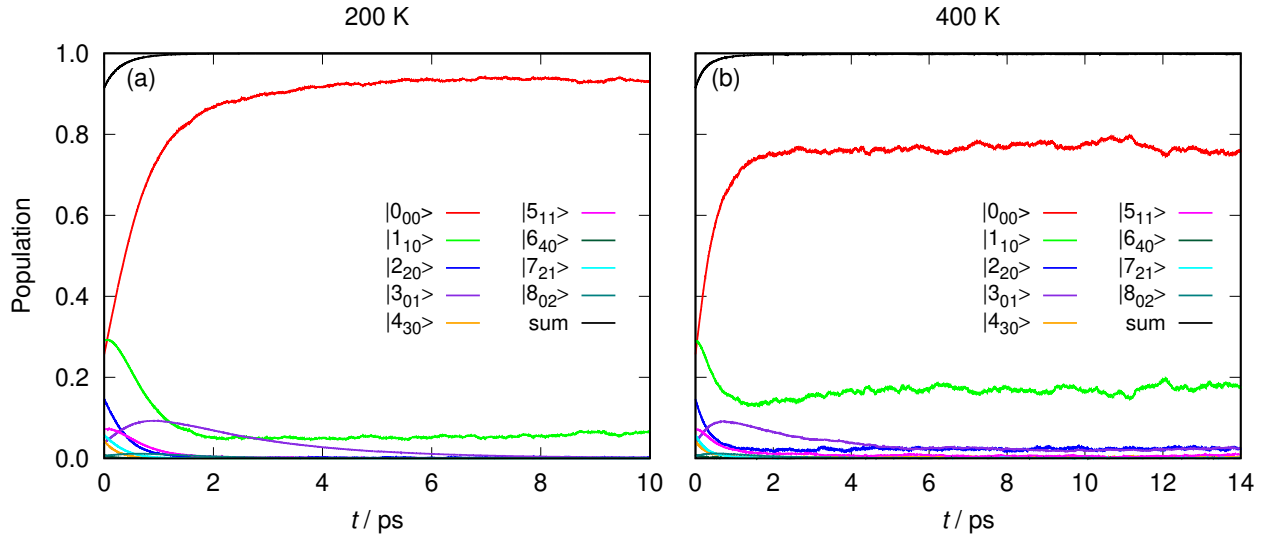 200 K
400 K
(a)
(b)
Population
1.0
0.8
0.6
0.4
0.2
0.0
|0₀₀>
|1₁₀>
|2₂₀>
|3₀₁>
|4₃₀>
|5₁₁>
|6₄₀>
|7₂₁>
|8₀₂>
sum
|0₀₀>
|1₁₀>
|2₂₀>
|3₀₁>
|4₃₀>
|5₁₁>
|6₄₀>
|7₂₁>
|8₀₂>
sum
0 2 4 6 8 10
0 2 4 6 8 10 12 14
t / ps
t / ps